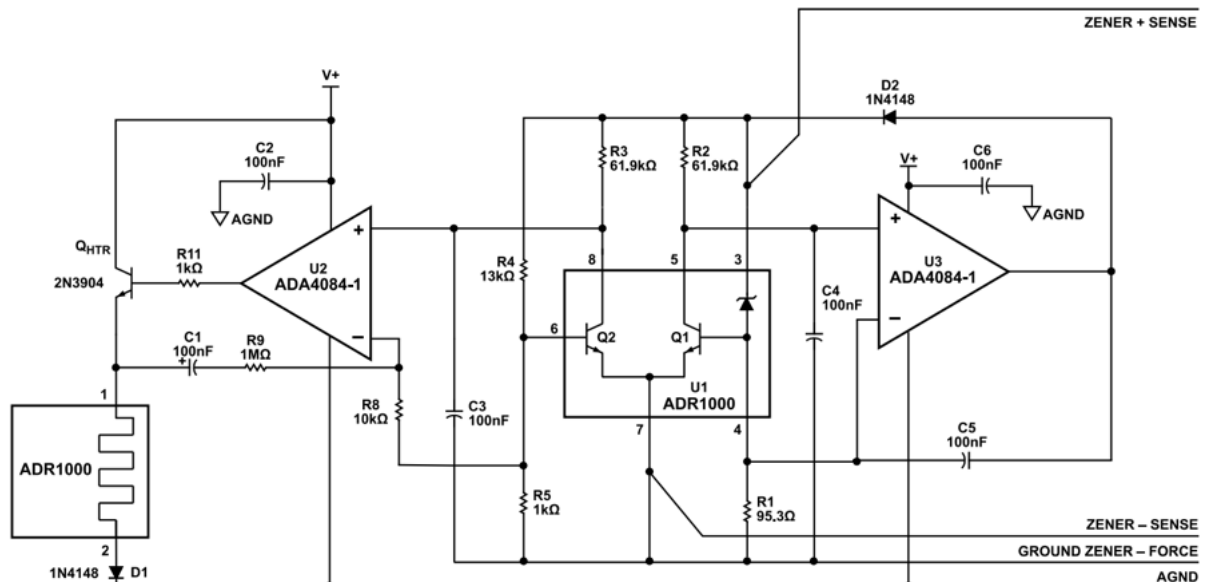 ZENER + SENSE
V+
D2
1N4148
C2
100nF
R3
61.9kΩ
R2
61.9kΩ
V+
C6
100nF
AGND
AGND
QHTR
2N3904
R11
1kΩ
U2
ADA4084-1
+
−
R4
13kΩ
8
5
3
6
Q2
Q1
U1
ADR1000
7
4
C4
100nF
+
−
U3
ADA4084-1
C1
100nF
+
R9
1MΩ
R8
10kΩ
C3
100nF
C5
100nF
1
ADR1000
2
R5
1kΩ
R1
95.3Ω
ZENER – SENSE
GROUND ZENER – FORCE
AGND
1N4148
D1